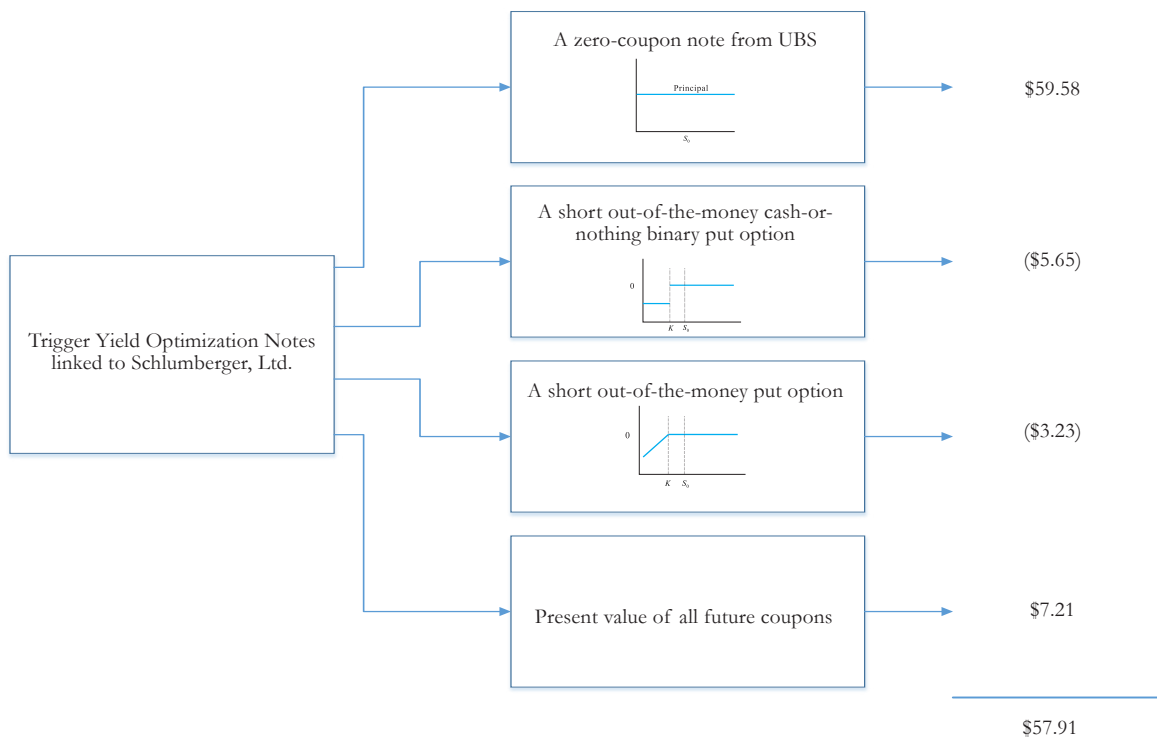 A zero-coupon note from UBS
Principal
S₀
$59.58
A short out-of-the-money cash-or-
nothing binary put option
0
K S₀
($5.65)
Trigger Yield Optimization Notes
linked to Schlumberger, Ltd.
A short out-of-the-money put option
0
K S₀
($3.23)
Present value of all future coupons
$7.21
$57.91